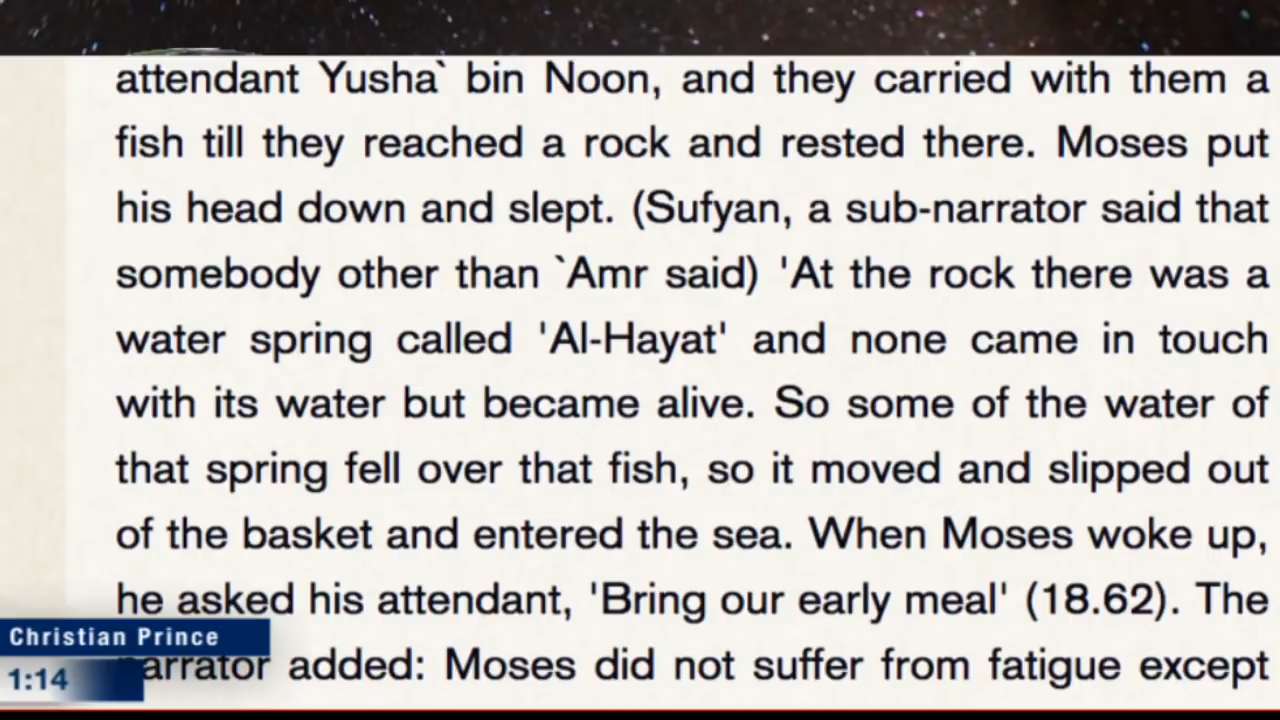 attendant Yusha` bin Noon, and they carried with them a
fish till they reached a rock and rested there. Moses put
his head down and slept. (Sufyan, a sub-narrator said that
somebody other than `Amr said) 'At the rock there was a
water spring called 'Al-Hayat' and none came in touch
with its water but became alive. So some of the water of
that spring fell over that fish, so it moved and slipped out
of the basket and entered the sea. When Moses woke up,
he asked his attendant, 'Bring our early meal' (18.62). The
narrator added: Moses did not suffer from fatigue except
Christian Prince
1:14